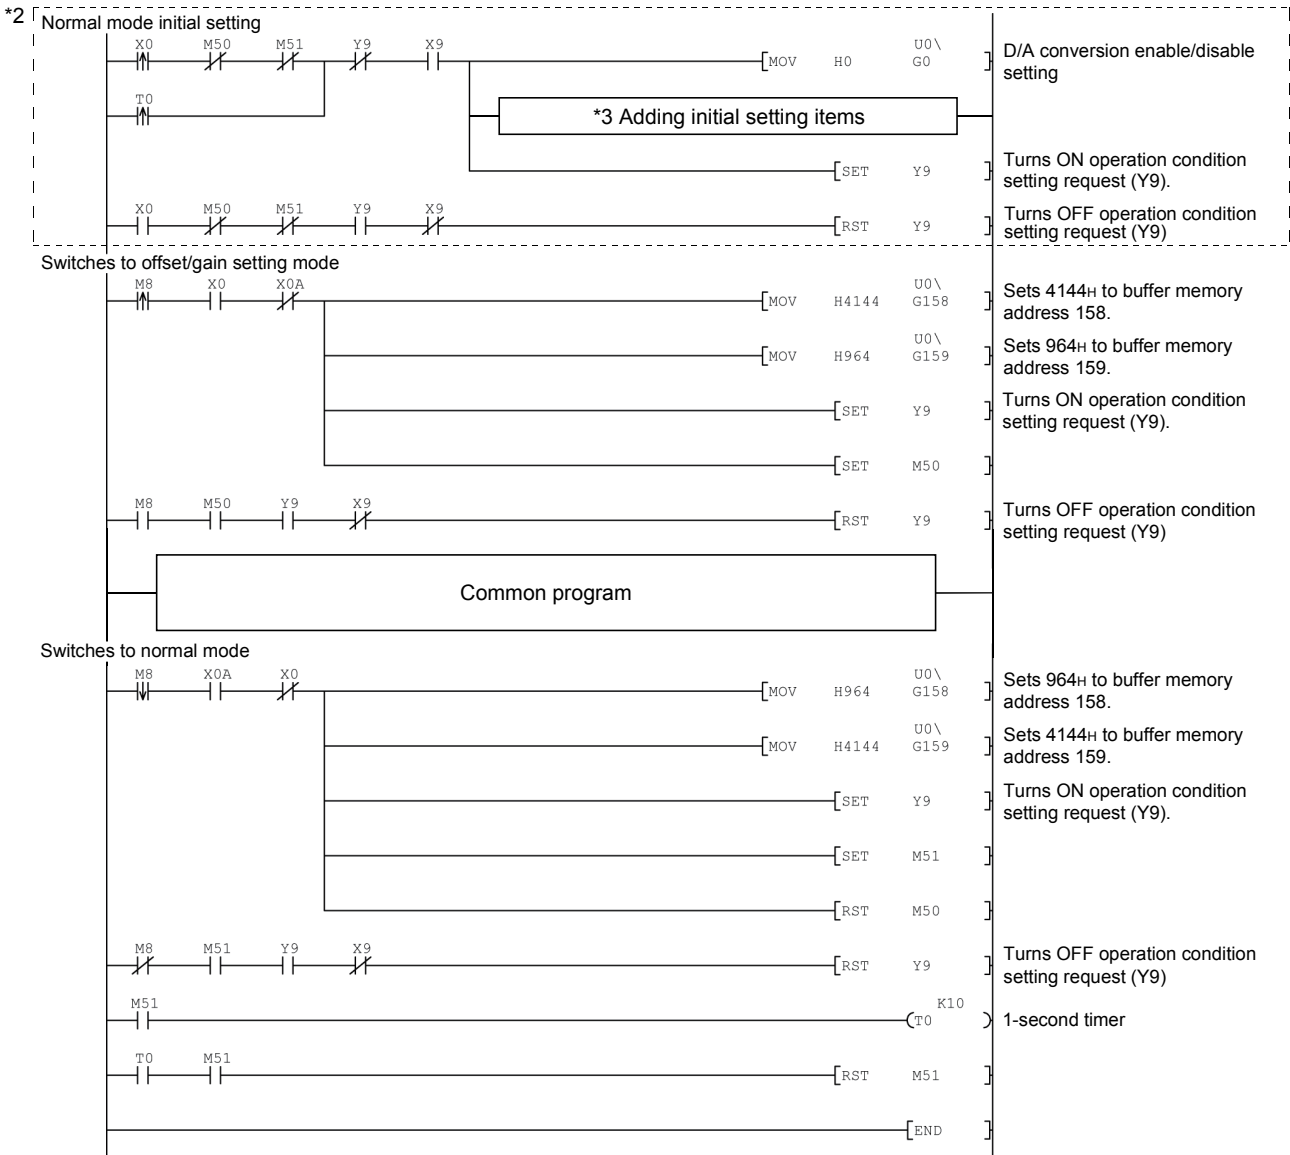 *2
Normal mode initial setting
X0 M50 M51 Y9 X9
[MOV H0 U0\ G0 ]
D/A conversion enable/disable
setting
T0
*3 Adding initial setting items
[SET Y9 ]
Turns ON operation condition
setting request (Y9).
X0 M50 M51 Y9 X9
[RST Y9 ]
Turns OFF operation condition
setting request (Y9)
Switches to offset/gain setting mode
M8 X0 X0A
[MOV H4144 U0\ G158 ]
Sets 4144H to buffer memory
address 158.
[MOV H964 U0\ G159 ]
Sets 964H to buffer memory
address 159.
[SET Y9 ]
Turns ON operation condition
setting request (Y9).
[SET M50 ]
M8 M50 Y9 X9
[RST Y9 ]
Turns OFF operation condition
setting request (Y9)
Common program
Switches to normal mode
M8 X0A X0
[MOV H964 U0\ G158 ]
Sets 964H to buffer memory
address 158.
[MOV H4144 U0\ G159 ]
Sets 4144H to buffer memory
address 159.
[SET Y9 ]
Turns ON operation condition
setting request (Y9).
[SET M51 ]
[RST M50 ]
M8 M51 Y9 X9
[RST Y9 ]
Turns OFF operation condition
setting request (Y9)
M51
K10
(T0 )
1-second timer
T0 M51
[RST M51 ]
[END ]